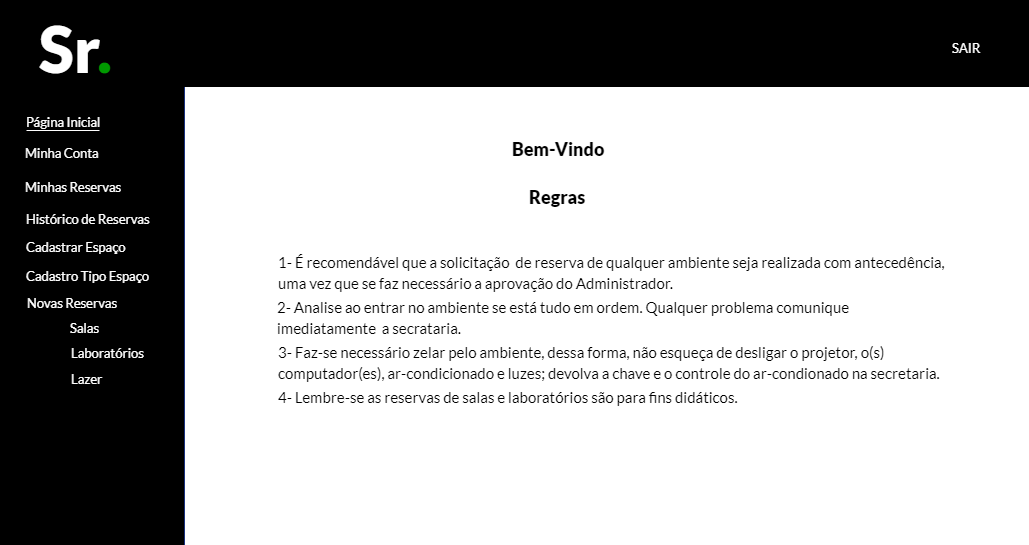 Sr.
SAIR
Página Inicial
Minha Conta
Minhas Reservas
Histórico de Reservas
Cadastrar Espaço
Cadastro Tipo Espaço
Novas Reservas
Salas
Laboratórios
Lazer
Bem-Vindo
Regras
1- É recomendável que a solicitação  de reserva de qualquer ambiente seja realizada com antecedência,
uma vez que se faz necessário a aprovação do Administrador.
2- Analise ao entrar no ambiente se está tudo em ordem. Qualquer problema comunique
imediatamente  a secrataria.
3- Faz-se necessário zelar pelo ambiente, dessa forma, não esqueça de desligar o projetor, o(s)
computador(es), ar-condicionado e luzes; devolva a chave e o controle do ar-condionado na secretaria.
4- Lembre-se as reservas de salas e laboratórios são para fins didáticos.